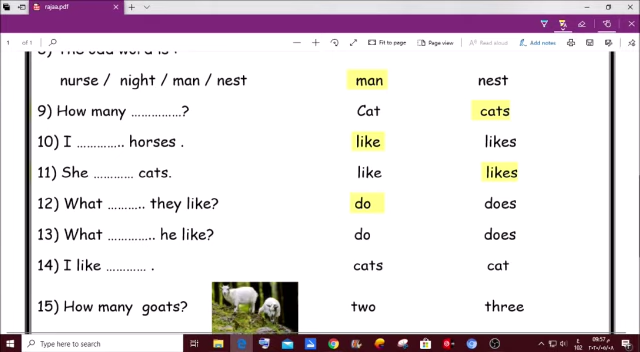 rajaa.pdf
1 of 1
Fit to page
Page view
Read aloud
Add notes
8) The odd word is :
nurse / night / man / nest man nest
9) How many ……………? Cat cats
10) I ………….. horses . like likes
11) She ………… cats. like likes
12) What ……….. they like? do does
13) What ………….. he like? do does
14) I like ………… . cats cat
15) How many goats? two three
Type here to search
102
09:57 م